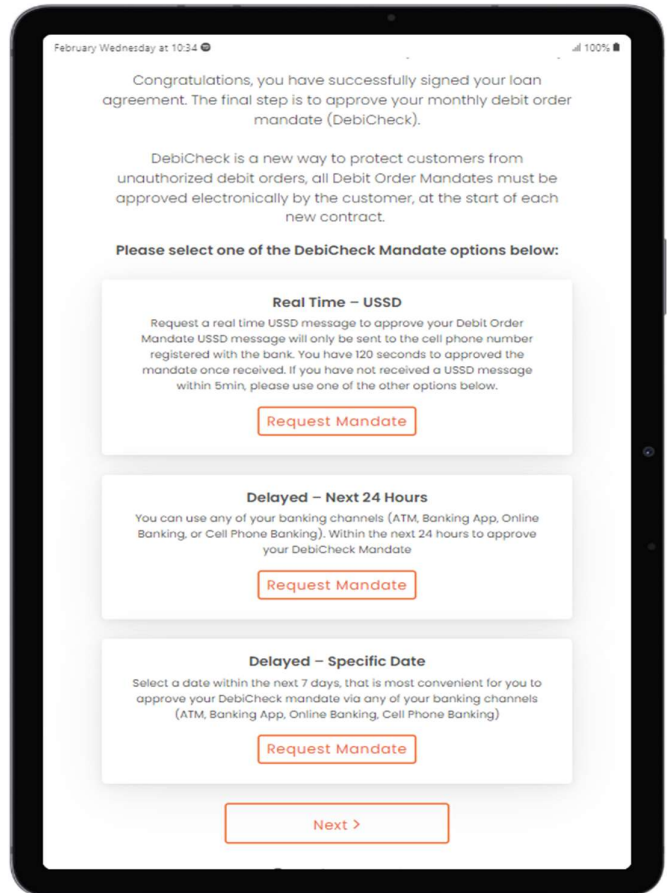 February Wednesday at 10:34
100%
Congratulations, you have successfully signed your loan
agreement. The final step is to approve your monthly debit order
mandate (DebiCheck).
DebiCheck is a new way to protect customers from
unauthorized debit orders, all Debit Order Mandates must be
approved electronically by the customer, at the start of each
new contract.
Please select one of the DebiCheck Mandate options below:
Real Time – USSD
Request a real time USSD message to approve your Debit Order
Mandate USSD message will only be sent to the cell phone number
registered with the bank. You have 120 seconds to approved the
mandate once received. If you have not received a USSD message
within 5min, please use one of the other options below.
Request Mandate
Delayed – Next 24 Hours
You can use any of your banking channels (ATM, Banking App, Online
Banking, or Cell Phone Banking). Within the next 24 hours to approve
your DebiCheck Mandate
Request Mandate
Delayed – Specific Date
Select a date within the next 7 days, that is most convenient for you to
approve your DebiCheck mandate via any of your banking channels
(ATM, Banking App, Online Banking, Cell Phone Banking)
Request Mandate
Next >